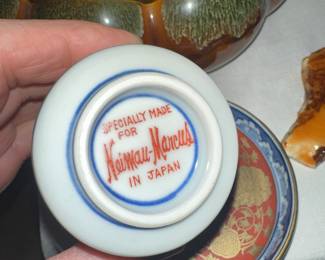 SPECIALLY MADE
FOR
Neiman-Marcus
IN JAPAN